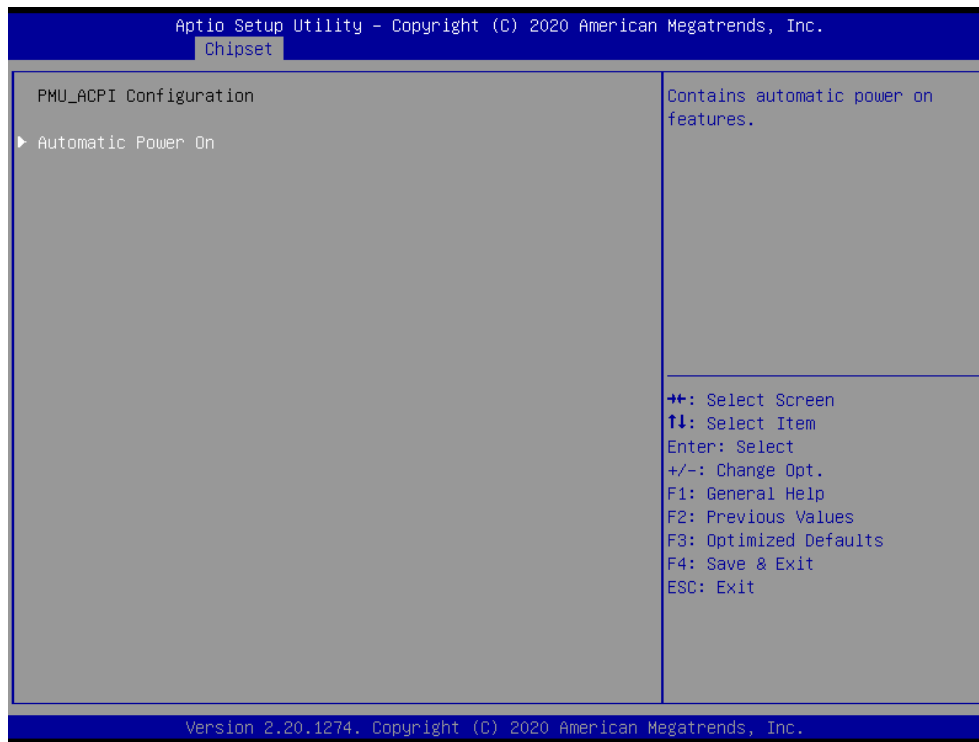 Aptio Setup Utility – Copyright (C) 2020 American Megatrends, Inc.
Chipset
PMU_ACPI Configuration
▶ Automatic Power On
Contains automatic power on
features.
→←: Select Screen
↑↓: Select Item
Enter: Select
+/-: Change Opt.
F1: General Help
F2: Previous Values
F3: Optimized Defaults
F4: Save & Exit
ESC: Exit
Version 2.20.1274. Copyright (C) 2020 American Megatrends, Inc.